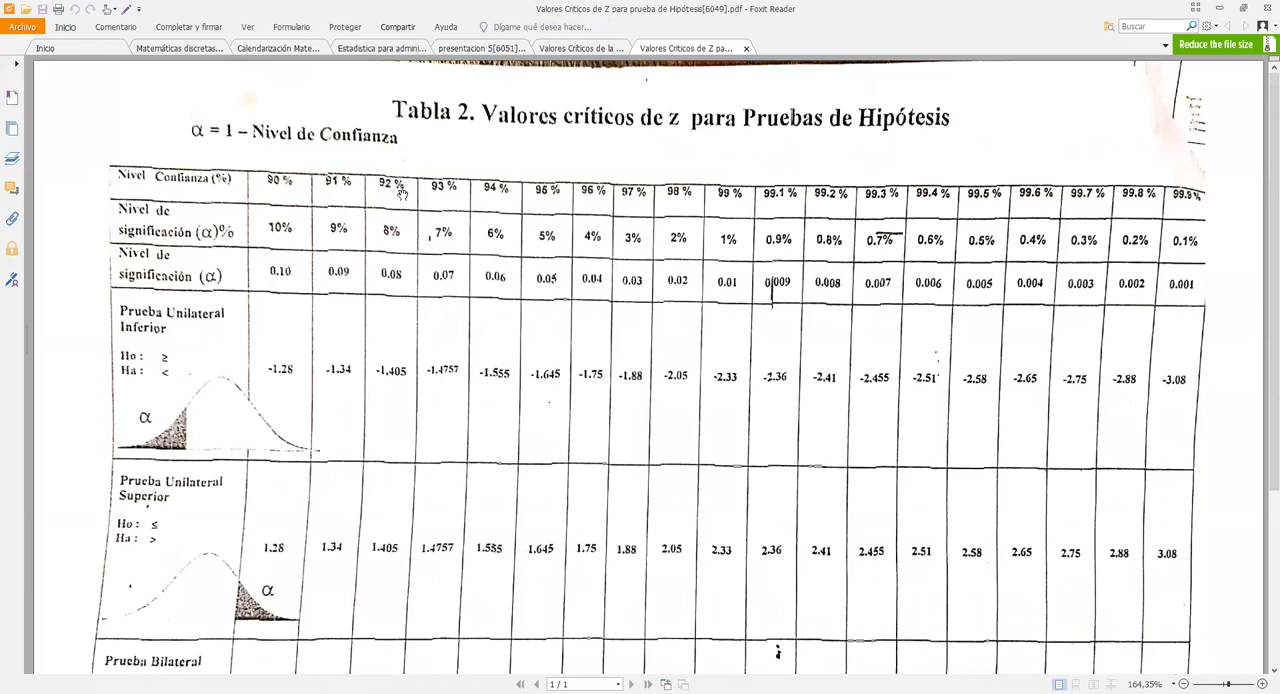 Valores Criticos de Z para prueba de Hipótesis[6049].pdf - Foxit Reader
Archivo Inicio Comentario Completar y firmar Ver Formulario Proteger Compartir Ayuda Dígame qué desea hacer... Buscar
Inicio Matemáticas discretas... Calendarización Mate... Estadistica para admini... presentacion 5[6051]... Valores Críticos de la ... Valores Criticos de Z pa... Reduce the file size
Tabla 2. Valores críticos de z para Pruebas de Hipótesis
α = 1 – Nivel de Confianza
Nivel Confianza (%) 90 % 91 % 92 % 93 % 94 % 95 % 96 % 97 % 98 % 99 % 99.1 % 99.2 % 99.3 % 99.4 % 99.5 % 99.6 % 99.7 % 99.8 % 99.9%
Nivel de
significación (α)% 10% 9% 8% 7% 6% 5% 4% 3% 2% 1% 0.9% 0.8% 0.7% 0.6% 0.5% 0.4% 0.3% 0.2% 0.1%
Nivel de
significación (α) 0.10 0.09 0.08 0.07 0.06 0.05 0.04 0.03 0.02 0.01 0.009 0.008 0.007 0.006 0.005 0.004 0.003 0.002 0.001
Prueba Unilateral
Inferior
Ho : ≥
Ha : <
-1.28 -1.34 -1.405 -1.4757 -1.555 -1.645 -1.75 -1.88 -2.05 -2.33 -2.36 -2.41 -2.455 -2.51 -2.58 -2.65 -2.75 -2.88 -3.08
α
Prueba Unilateral
Superior
Ho : ≤
Ha : >
1.28 1.34 1.405 1.4757 1.555 1.645 1.75 1.88 2.05 2.33 2.36 2.41 2.455 2.51 2.58 2.65 2.75 2.88 3.08
α
Prueba Bilateral
1 / 1 164,35%